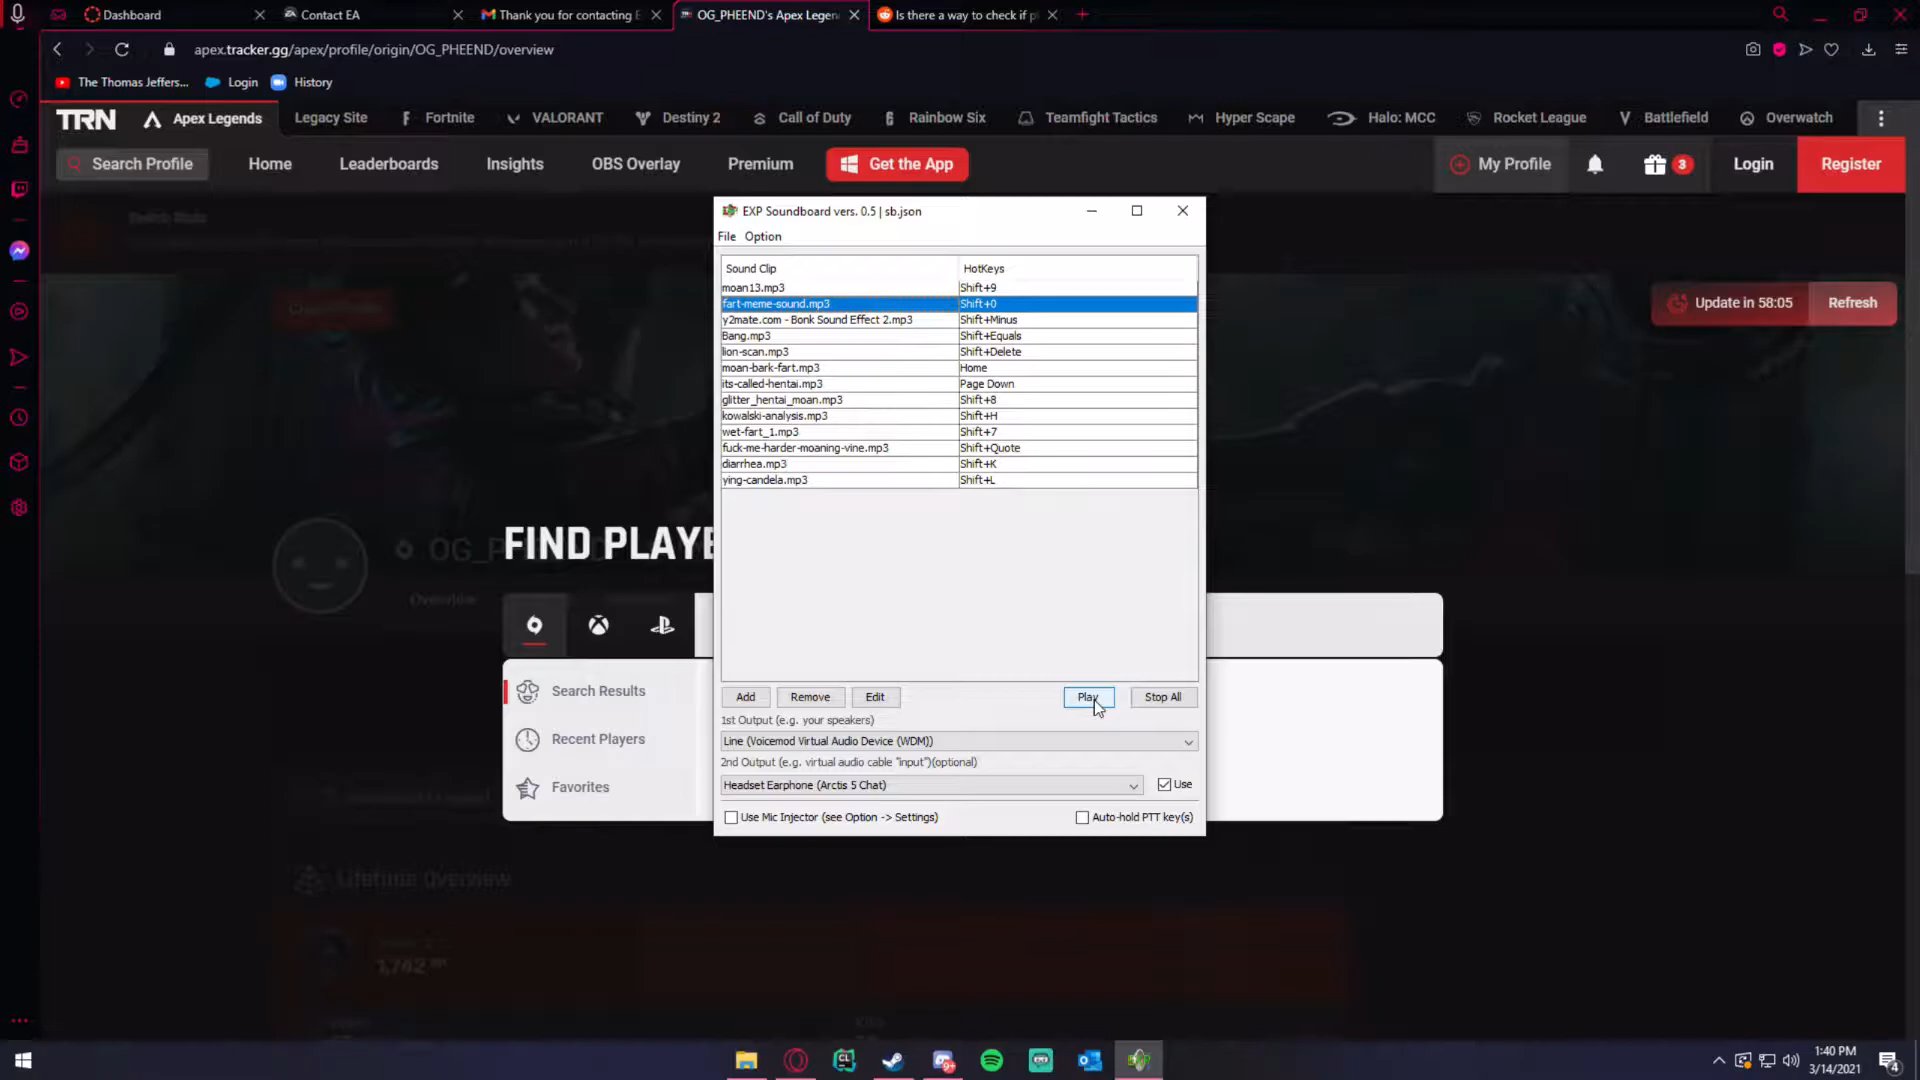 Dashboard
Contact EA
Thank you for contacting E
OG_PHEEND's Apex Legen
Is there a way to check if p
apex.tracker.gg/apex/profile/origin/OG_PHEEND/overview
The Thomas Jeffers...
Login
History
TRN
Apex Legends
Legacy Site
Fortnite
VALORANT
Destiny 2
Call of Duty
Rainbow Six
Teamfight Tactics
Hyper Scape
Halo: MCC
Rocket League
Battlefield
Overwatch
Search Profile
Home
Leaderboards
Insights
OBS Overlay
Premium
Get the App
My Profile
3
Login
Register
EXP Soundboard vers. 0.5 | sb.json
File Option
Sound Clip HotKeys
moan13.mp3 Shift+9
fart-meme-sound.mp3 Shift+0
y2mate.com - Bonk Sound Effect 2.mp3 Shift+Minus
Bang.mp3 Shift+Equals
lion-scan.mp3 Shift+Delete
moan-bark-fart.mp3 Home
its-called-hentai.mp3 Page Down
glitter_hentai_moan.mp3 Shift+8
kowalski-analysis.mp3 Shift+H
wet-fart_1.mp3 Shift+7
fuck-me-harder-moaning-vine.mp3 Shift+Quote
diarrhea.mp3 Shift+K
ying-candela.mp3 Shift+L
Update in 58:05
Refresh
OG_P
FIND PLAYE
Overview
Search Results
Recent Players
Favorites
Add Remove Edit Play Stop All
1st Output (e.g. your speakers)
Line (Voicemod Virtual Audio Device (WDM))
2nd Output (e.g. virtual audio cable "input")(optional)
Headset Earphone (Arctis 5 Chat)
Use
Use Mic Injector (see Option -> Settings)
Auto-hold PTT key(s)
Lifetime Overview
1,762
9+
1:40 PM
3/14/2021
4